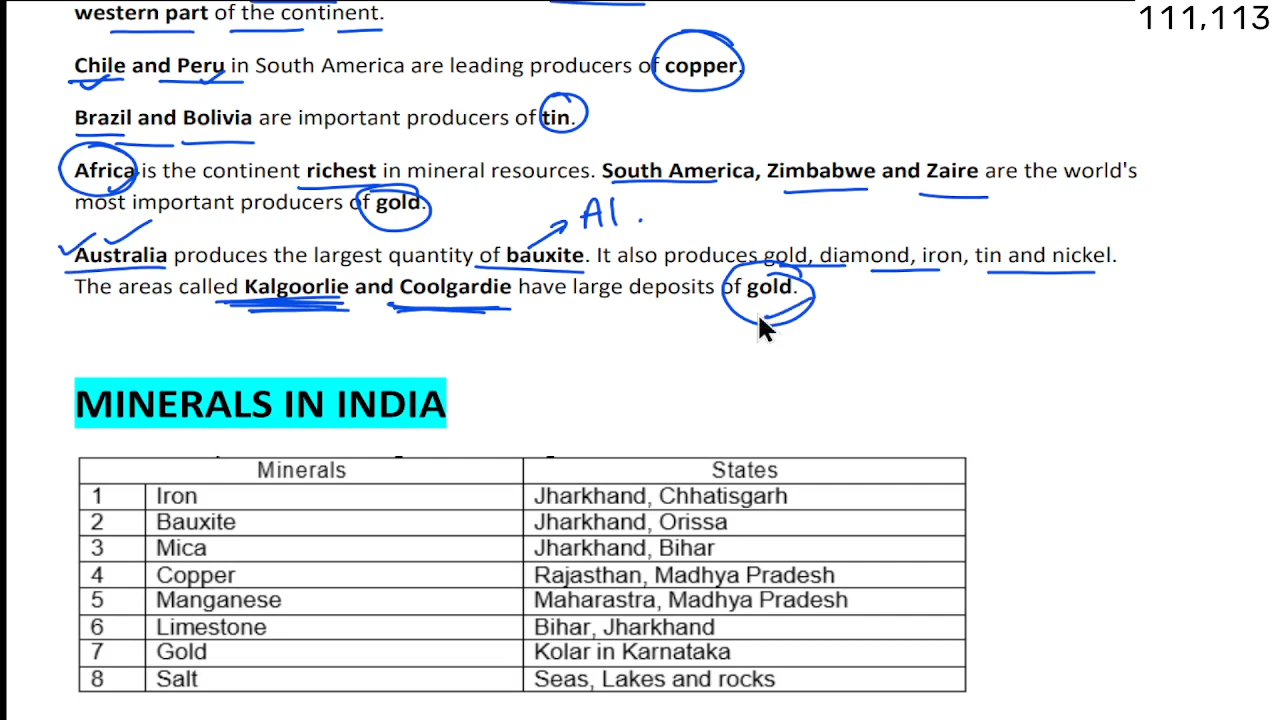 111,113
western part of the continent.
Chile and Peru in South America are leading producers of copper.
Brazil and Bolivia are important producers of tin.
Africa is the continent richest in mineral resources. South America, Zimbabwe and Zaire are the world's
most important producers of gold.
Al.
Australia produces the largest quantity of bauxite. It also produces gold, diamond, iron, tin and nickel.
The areas called Kalgoorlie and Coolgardie have large deposits of gold.
MINERALS IN INDIA
Minerals States
1 Iron Jharkhand, Chhatisgarh
2 Bauxite Jharkhand, Orissa
3 Mica Jharkhand, Bihar
4 Copper Rajasthan, Madhya Pradesh
5 Manganese Maharastra, Madhya Pradesh
6 Limestone Bihar, Jharkhand
7 Gold Kolar in Karnataka
8 Salt Seas, Lakes and rocks